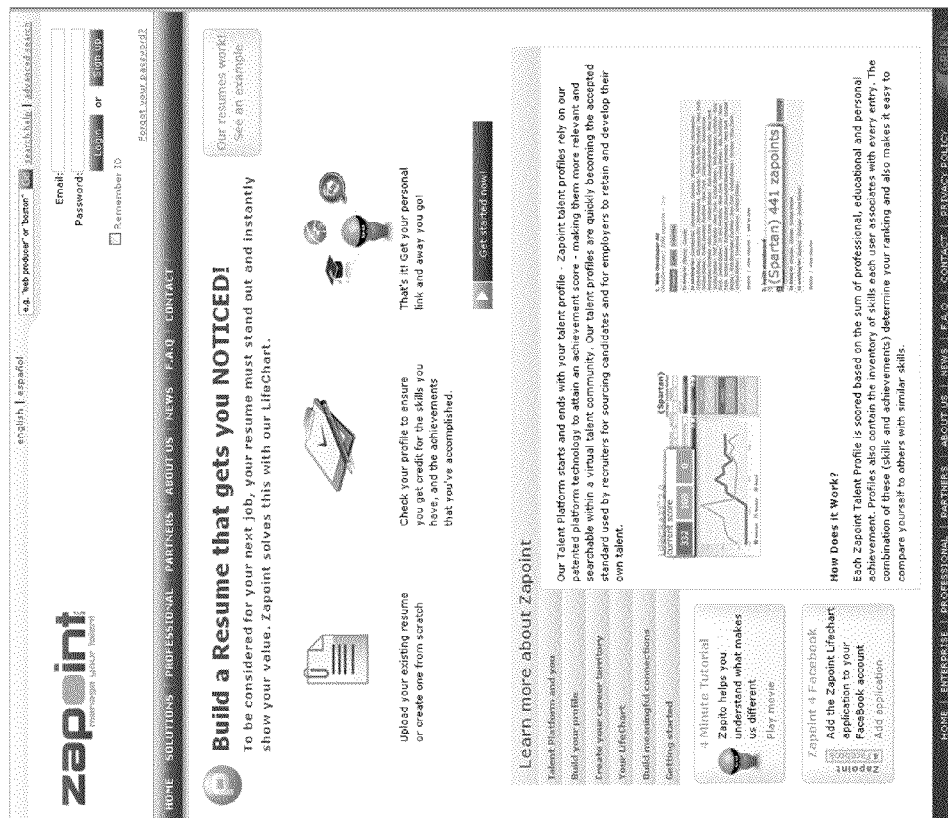 zapoint
manage your talent
english | español
e.g. "web producer" or "boston"
search help | advanced search
Email:
Password:
LOGIN or sign up
Remember ID
Forgot your password?
HOME SOLUTIONS PROFESSIONAL PARTNERS ABOUT US NEWS F.A.Q CONTACT
Build a Resume that gets you NOTICED!
To be considered for your next job, your resume must stand out and instantly
show your value. Zapoint solves this with our LifeChart.
Our resumes work!
See an example
Upload your existing resume
or create one from scratch
Check your profile to ensure
you get credit for the skills you
have, and the achievements
that you've accomplished.
That's it! Get your personal
link and away you go!
Get started now!
Learn more about Zapoint
Talent Platform and you
Build your profile
Create your career territory
Your Lifechart
Build meaningful connections
Getting started
Our Talent Platform starts and ends with your talent profile - Zapoint talent profiles rely on our
patented platform technology to attain an achievement score - making them more relevant and
searchable within a virtual talent community. Our talent profiles are quickly becoming the accepted
standard used by recruiters for sourcing candidates and for employers to retain and develop their
own talent.
current score
(Spartan)
(Spartan) 441 zapoints
How Does it Work?
Each Zapoint Talent Profile is scored based on the sum of professional, educational and personal
achievement. Profiles also contain the inventory of skills each user associates with every entry. The
combination of these (skills and achievements) determine your ranking and also makes it easy to
compare yourself to others with similar skills.
4 Minute Tutorial
Zapito helps you
understand what makes
us different
Play movie
Zapoint 4 Facebook
Zapoint
Add the Zapoint Lifechart
application to your
FaceBook account
Add application
HOME | ENTERPRISE | PROFESSIONAL | PARTNERS | ABOUT US | NEWS | F.A.Q | CONTACT | PRIVACY POLICY